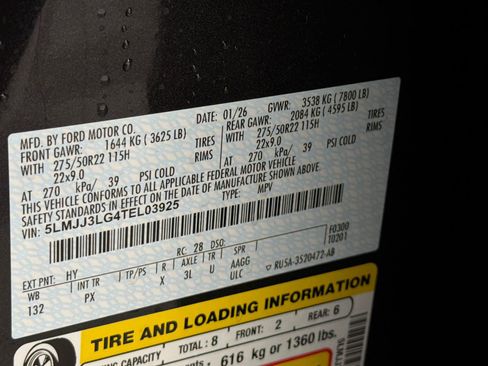 MFD. BY FORD MOTOR CO. DATE: 01/26 GVWR: 3538 KG ( 7800 LB)
FRONT GAWR: 1644 KG ( 3625 LB) REAR GAWR: 2084 KG ( 4595 LB)
WITH 275/50R22 115H TIRES WITH 275/50R22 115H TIRES
22x9.0 RIMS 22x9.0 RIMS
AT 270 kPa/ 39 PSI COLD AT 270 kPa/ 39 PSI COLD
THIS VEHICLE CONFORMS TO ALL APPLICABLE FEDERAL MOTOR VEHICLE
SAFETY STANDARDS IN EFFECT ON THE DATE OF MANUFACTURE SHOWN ABOVE.
VIN: 5LMJJ3LG4TEL03925 TYPE: MPV
F0300
T0201
EXT PNT: HY RC: 28 DSO:
WB INT TR TP/PS R AXLE TR SPR
132 PX X 3L U AAGG
ULC RU5A-3520472-AB
TIRE AND LOADING INFORMATION
CAPACITY TOTAL: 8 FRONT: 2 REAR: 6
616 kg or 1360 lbs.